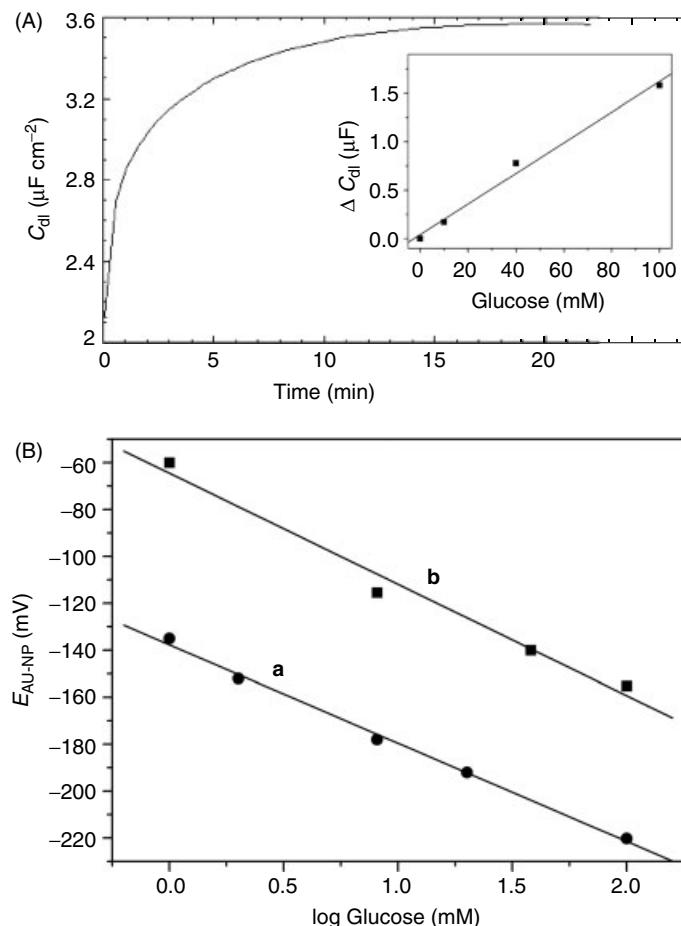 (A)
3.6
3.2
2.8
2.4
2
C_dl (μF cm⁻²)
0
5
10
15
20
Time (min)
1.5
1.0
0.5
0.0
Δ C_dl (μF)
0 20 40 60 80 100
Glucose (mM)
(B)
−60
−80
−100
−120
−140
−160
−180
−200
−220
E_AU-NP (mV)
b
a
0.0 0.5 1.0 1.5 2.0
log Glucose (mM)